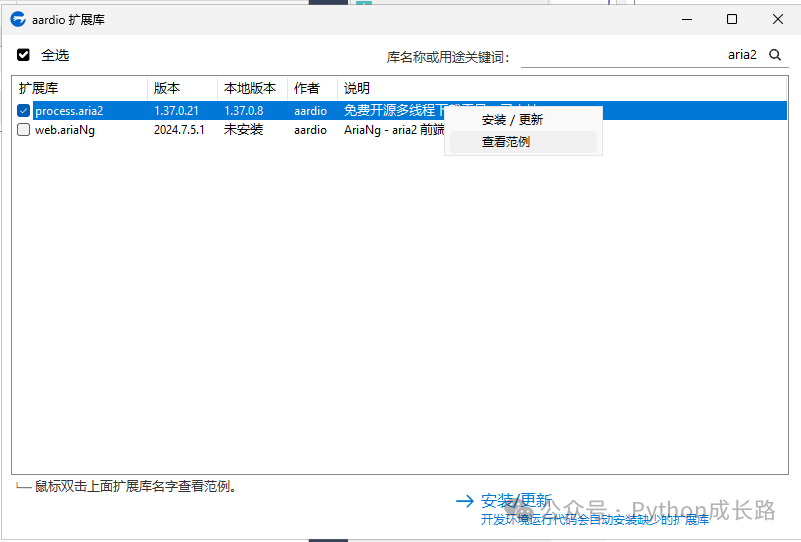 aardio 扩展库
全选
库名称或用途关键词：
aria2
扩展库 版本 本地版本 作者 说明
process.aria2 1.37.0.21 1.37.0.8 aardio 免费开源多线程下载
web.ariaNg 2024.7.5.1 未安装 aardio AriaNg - aria2 前端
安装 / 更新
查看范例
鼠标双击上面扩展库名字查看范例。
安装/更新
公众号 · Python成长路
开发环境运行代码会自动安装缺少的扩展库